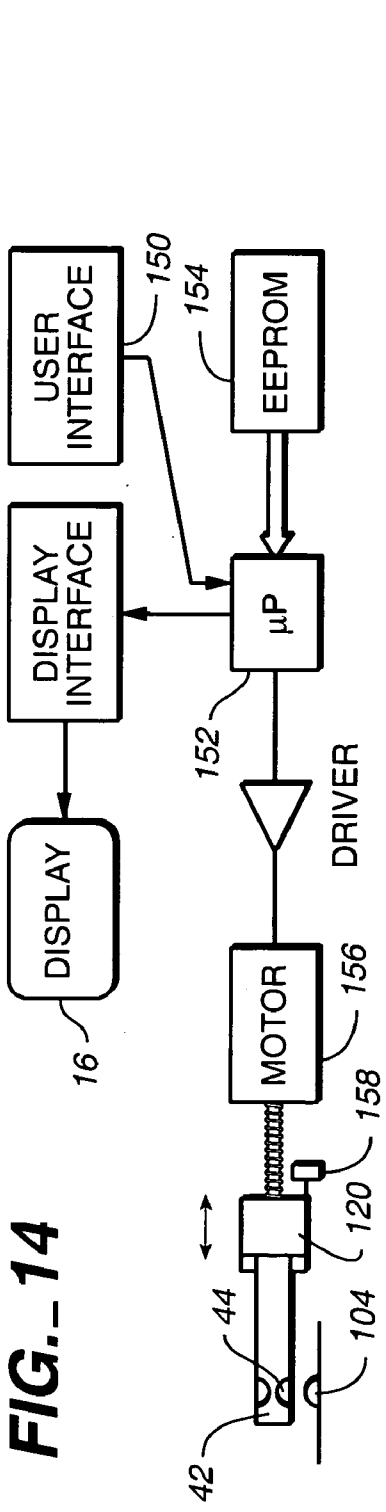 FIG._14
DISPLAY
16
DISPLAY
INTERFACE
USER
INTERFACE
150
42
44
104
120
158
MOTOR
156
DRIVER
152
µP
154
EEPROM